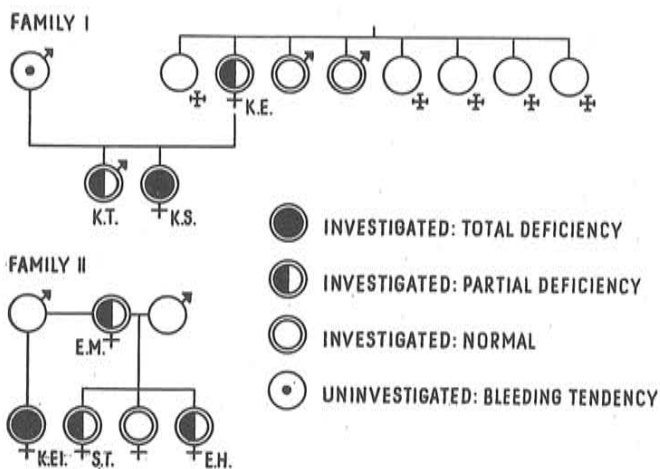 FAMILY I
K.E.
K.T.
K.S.
INVESTIGATED: TOTAL DEFICIENCY
FAMILY II
INVESTIGATED: PARTIAL DEFICIENCY
E.M.
INVESTIGATED: NORMAL
UNINVESTIGATED: BLEEDING TENDENCY
K.EI.
S.T.
E.H.